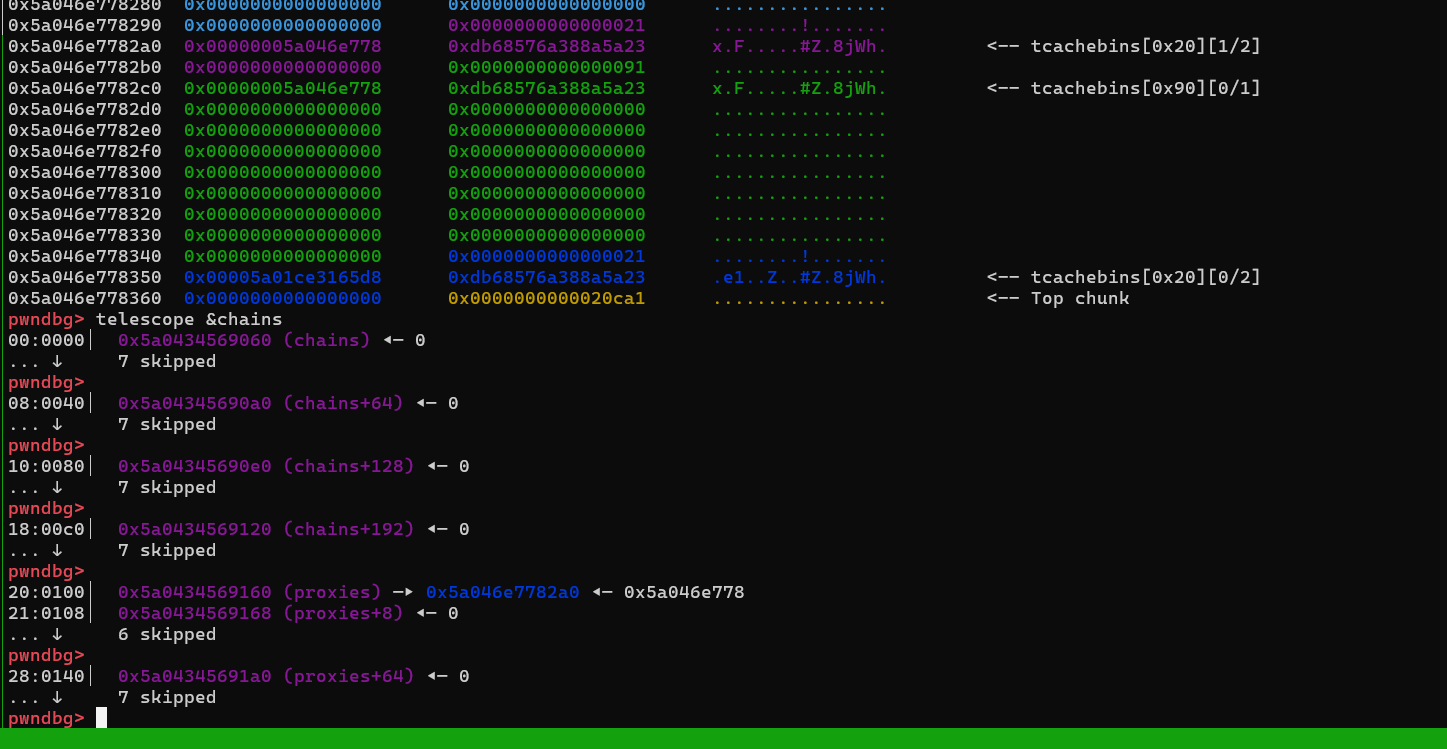 0x5a046e778280  0x0000000000000000      0x0000000000000000      ................
0x5a046e778290  0x0000000000000000      0x0000000000000021      ........!.......
0x5a046e7782a0  0x00000005a046e778      0xdb68576a388a5a23      x.F.....#Z.8jWh.         <-- tcachebins[0x20][1/2]
0x5a046e7782b0  0x0000000000000000      0x0000000000000091      ................
0x5a046e7782c0  0x00000005a046e778      0xdb68576a388a5a23      x.F.....#Z.8jWh.         <-- tcachebins[0x90][0/1]
0x5a046e7782d0  0x0000000000000000      0x0000000000000000      ................
0x5a046e7782e0  0x0000000000000000      0x0000000000000000      ................
0x5a046e7782f0  0x0000000000000000      0x0000000000000000      ................
0x5a046e778300  0x0000000000000000      0x0000000000000000      ................
0x5a046e778310  0x0000000000000000      0x0000000000000000      ................
0x5a046e778320  0x0000000000000000      0x0000000000000000      ................
0x5a046e778330  0x0000000000000000      0x0000000000000000      ................
0x5a046e778340  0x0000000000000000      0x0000000000000021      ........!.......
0x5a046e778350  0x00005a01ce3165d8      0xdb68576a388a5a23      .e1..Z..#Z.8jWh.         <-- tcachebins[0x20][0/2]
0x5a046e778360  0x0000000000000000      0x0000000000020ca1      ................         <-- Top chunk
pwndbg> telescope &chains
00:0000│  0x5a0434569060 (chains) ◂— 0
... ↓     7 skipped
pwndbg>
08:0040│  0x5a04345690a0 (chains+64) ◂— 0
... ↓     7 skipped
pwndbg>
10:0080│  0x5a04345690e0 (chains+128) ◂— 0
... ↓     7 skipped
pwndbg>
18:00c0│  0x5a0434569120 (chains+192) ◂— 0
... ↓     7 skipped
pwndbg>
20:0100│  0x5a0434569160 (proxies) —▸ 0x5a046e7782a0 ◂— 0x5a046e778
21:0108│  0x5a0434569168 (proxies+8) ◂— 0
... ↓     6 skipped
pwndbg>
28:0140│  0x5a04345691a0 (proxies+64) ◂— 0
... ↓     7 skipped
pwndbg>